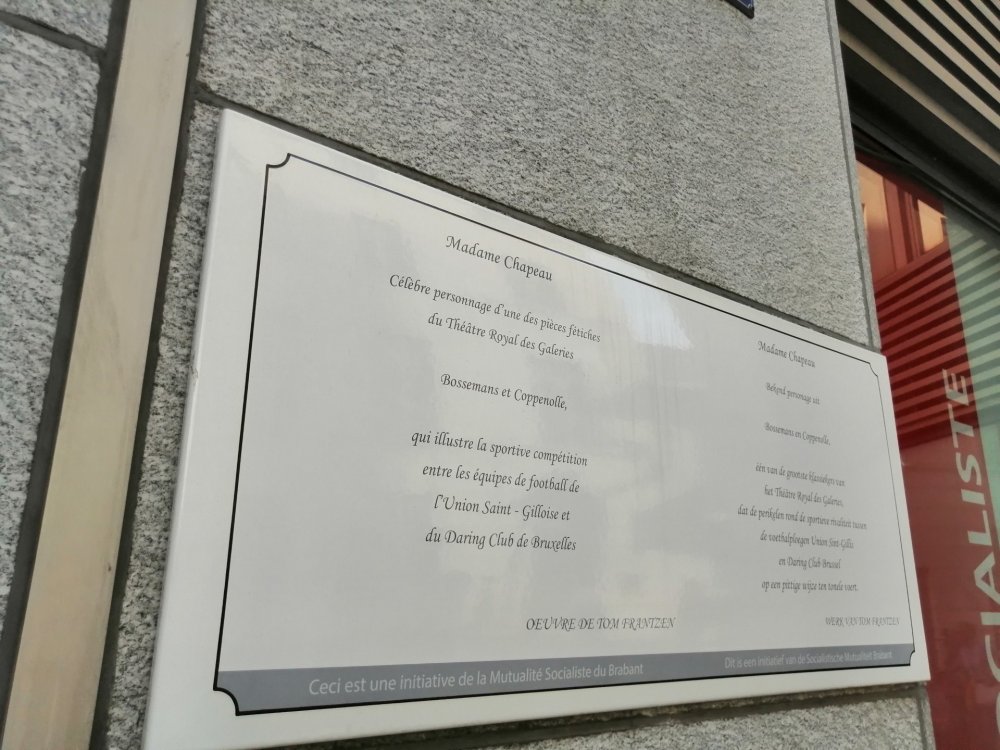 Madame Chapeau
Célèbre personnage d'une des pièces fétiches
du Théâtre Royal des Galeries
Bossemans et Coppenolle,
qui illustre la sportive compétition
entre les équipes de football de
l'Union Saint - Gilloise et
du Daring Club de Bruxelles
OEUVRE DE TOM FRANTZEN
Ceci est une initiative de la Mutualité Socialiste du Brabant
Madame Chapeau
Bekend personage uit
Bossemans en Coppenolle,
één van de grootste klassiekers van
het Théâtre Royal des Galeries,
dat de perikelen rond de sportieve rivaliteit tussen
de voetbalploegen Union Sint-Gillis
en Daring Club Brussel
op een pittige wijze ten tonele voert.
WERK VAN TOM FRANTZEN
Dit is een initiatief van de Socialistische Mutualiteit Brabant
CIALISTE